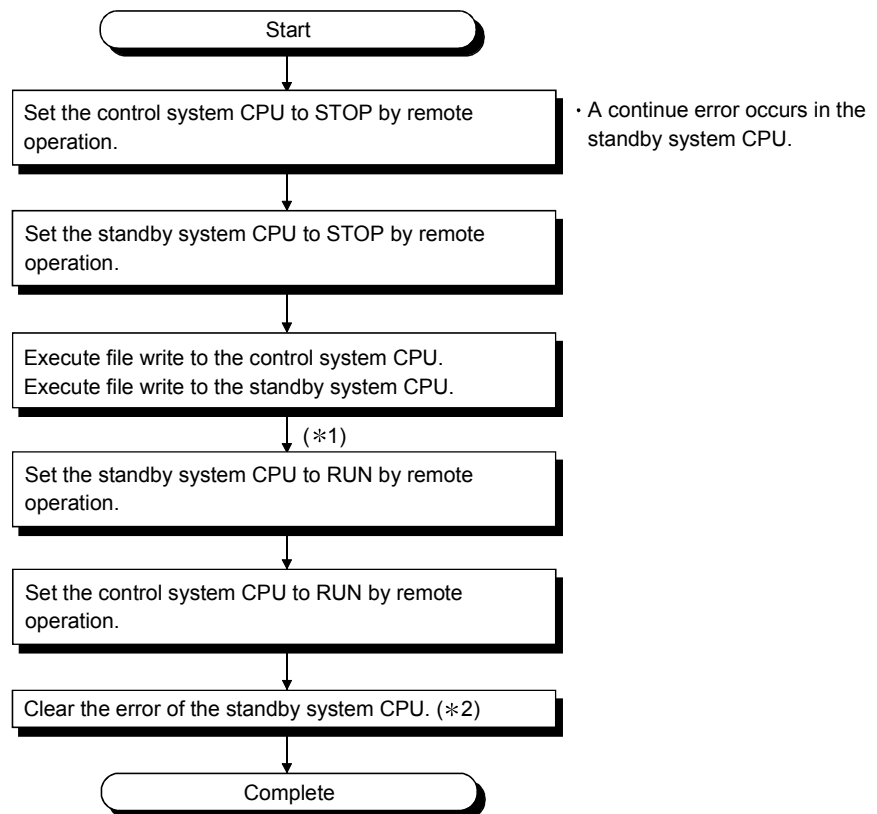 Start
Set the control system CPU to STOP by remote
operation.
· A continue error occurs in the
standby system CPU.
Set the standby system CPU to STOP by remote
operation.
Execute file write to the control system CPU.
Execute file write to the standby system CPU.
(*1)
Set the standby system CPU to RUN by remote
operation.
Set the control system CPU to RUN by remote
operation.
Clear the error of the standby system CPU. (*2)
Complete